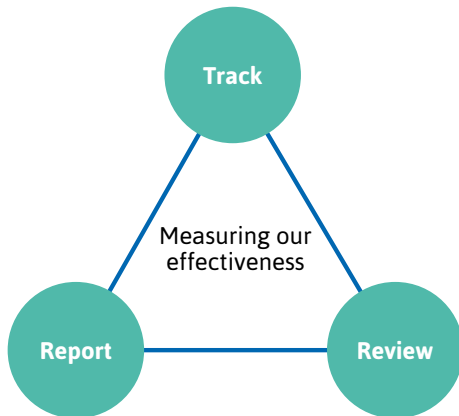 Track
Measuring our
effectiveness
Report
Review